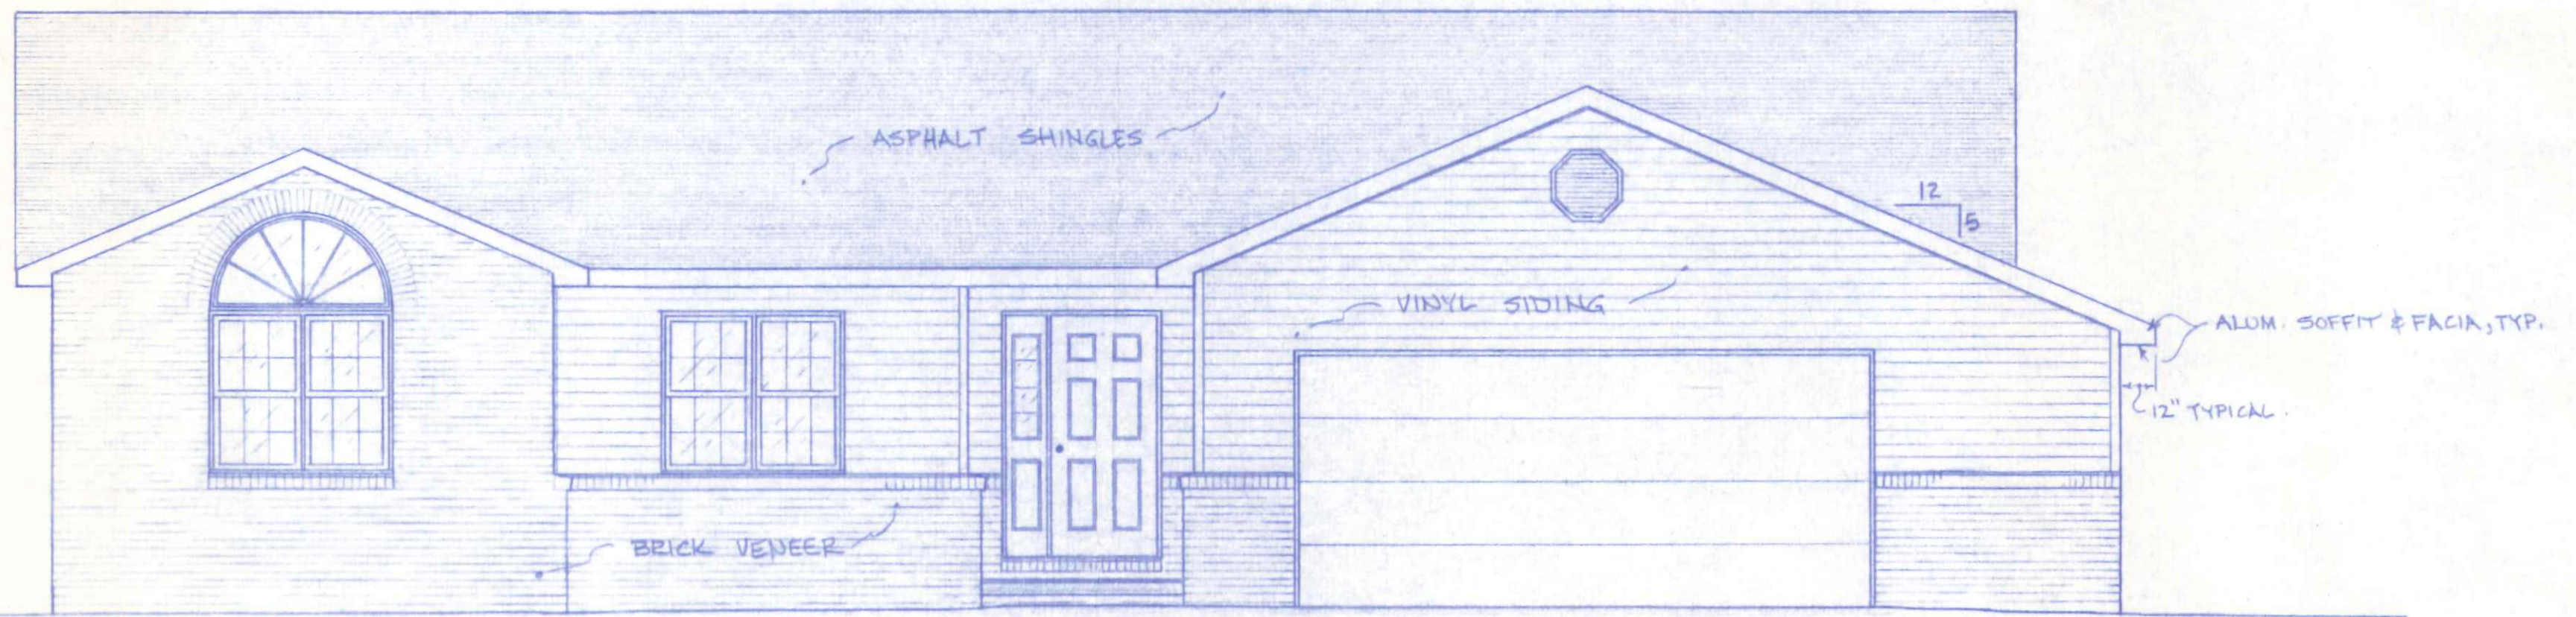 ASPHALT SHINGLES
12
5
VINYL SIDING
ALUM. SOFFIT & FACIA, TYP.
12" TYPICAL.
BRICK VENEER